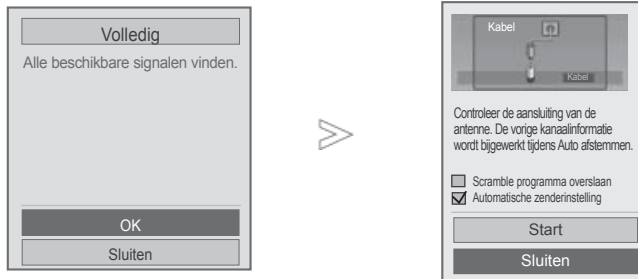 Volledig
Alle beschikbare signalen vinden.
OK
Sluiten
Kabel
Kabel
Controleer de aansluiting van de
antenne. De vorige kanaalinformatie
wordt bijgewerkt tijdens Auto afstemmen.
Scramble programma overslaan
Automatische zenderinstelling
Start
Sluiten